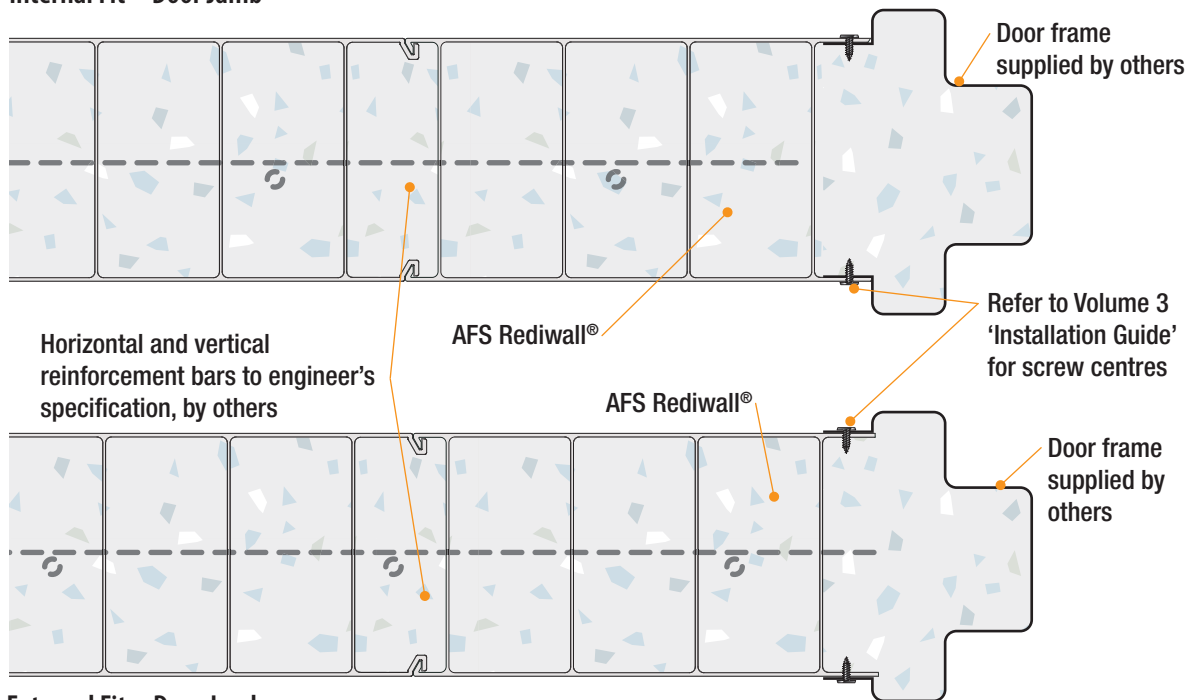 Door frame
supplied by others
Refer to Volume 3
‘Installation Guide’
for screw centres
AFS Rediwall®
Horizontal and vertical
reinforcement bars to engineer’s
specification, by others
AFS Rediwall®
Door frame
supplied by
others